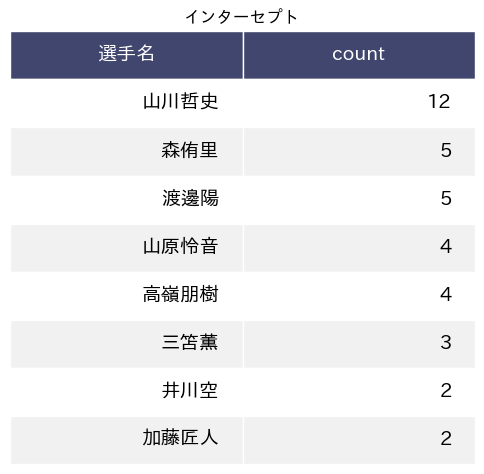 インターセプト
選手名 count
山川哲史 12
森侑里 5
渡邊陽 5
山原怜音 4
高嶺朋樹 4
三笘薫 3
井川空 2
加藤匠人 2